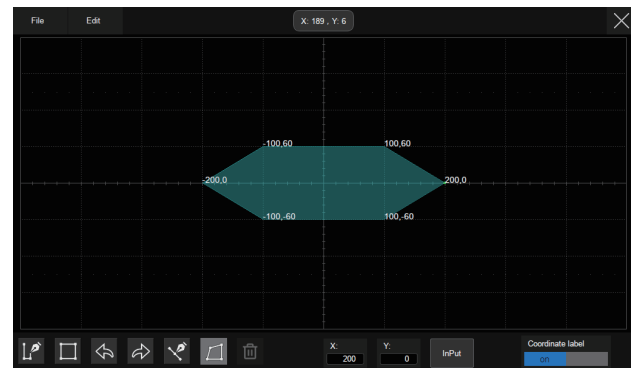 File Edit X: 189 , Y: 6
-100,60 100,60
-200,0 200,0
-100,-60 100,-60
X: Y: Coordinate label
200 0 InPut on